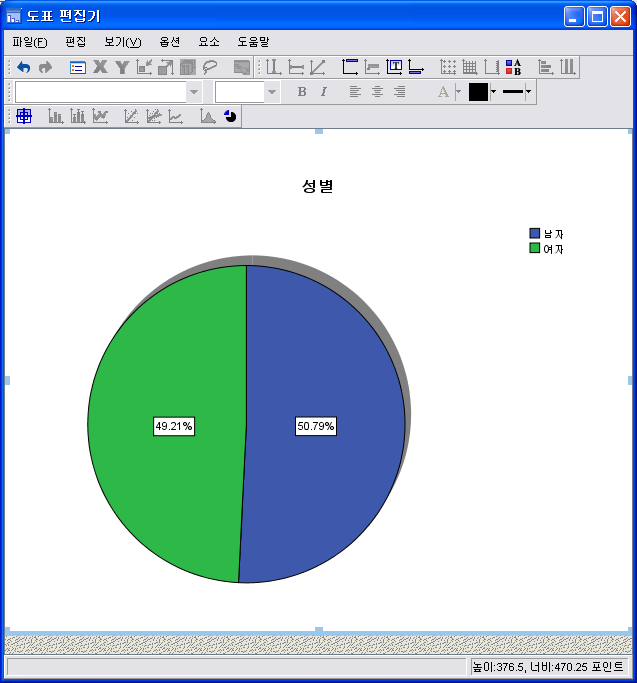 도표 편집기
파일(F) 편집 보기(V) 옵션 요소 도움말
X Y
B I A
성별
남자
여자
49.21% 50.79%
높이:376.5, 너비:470.25 포인트